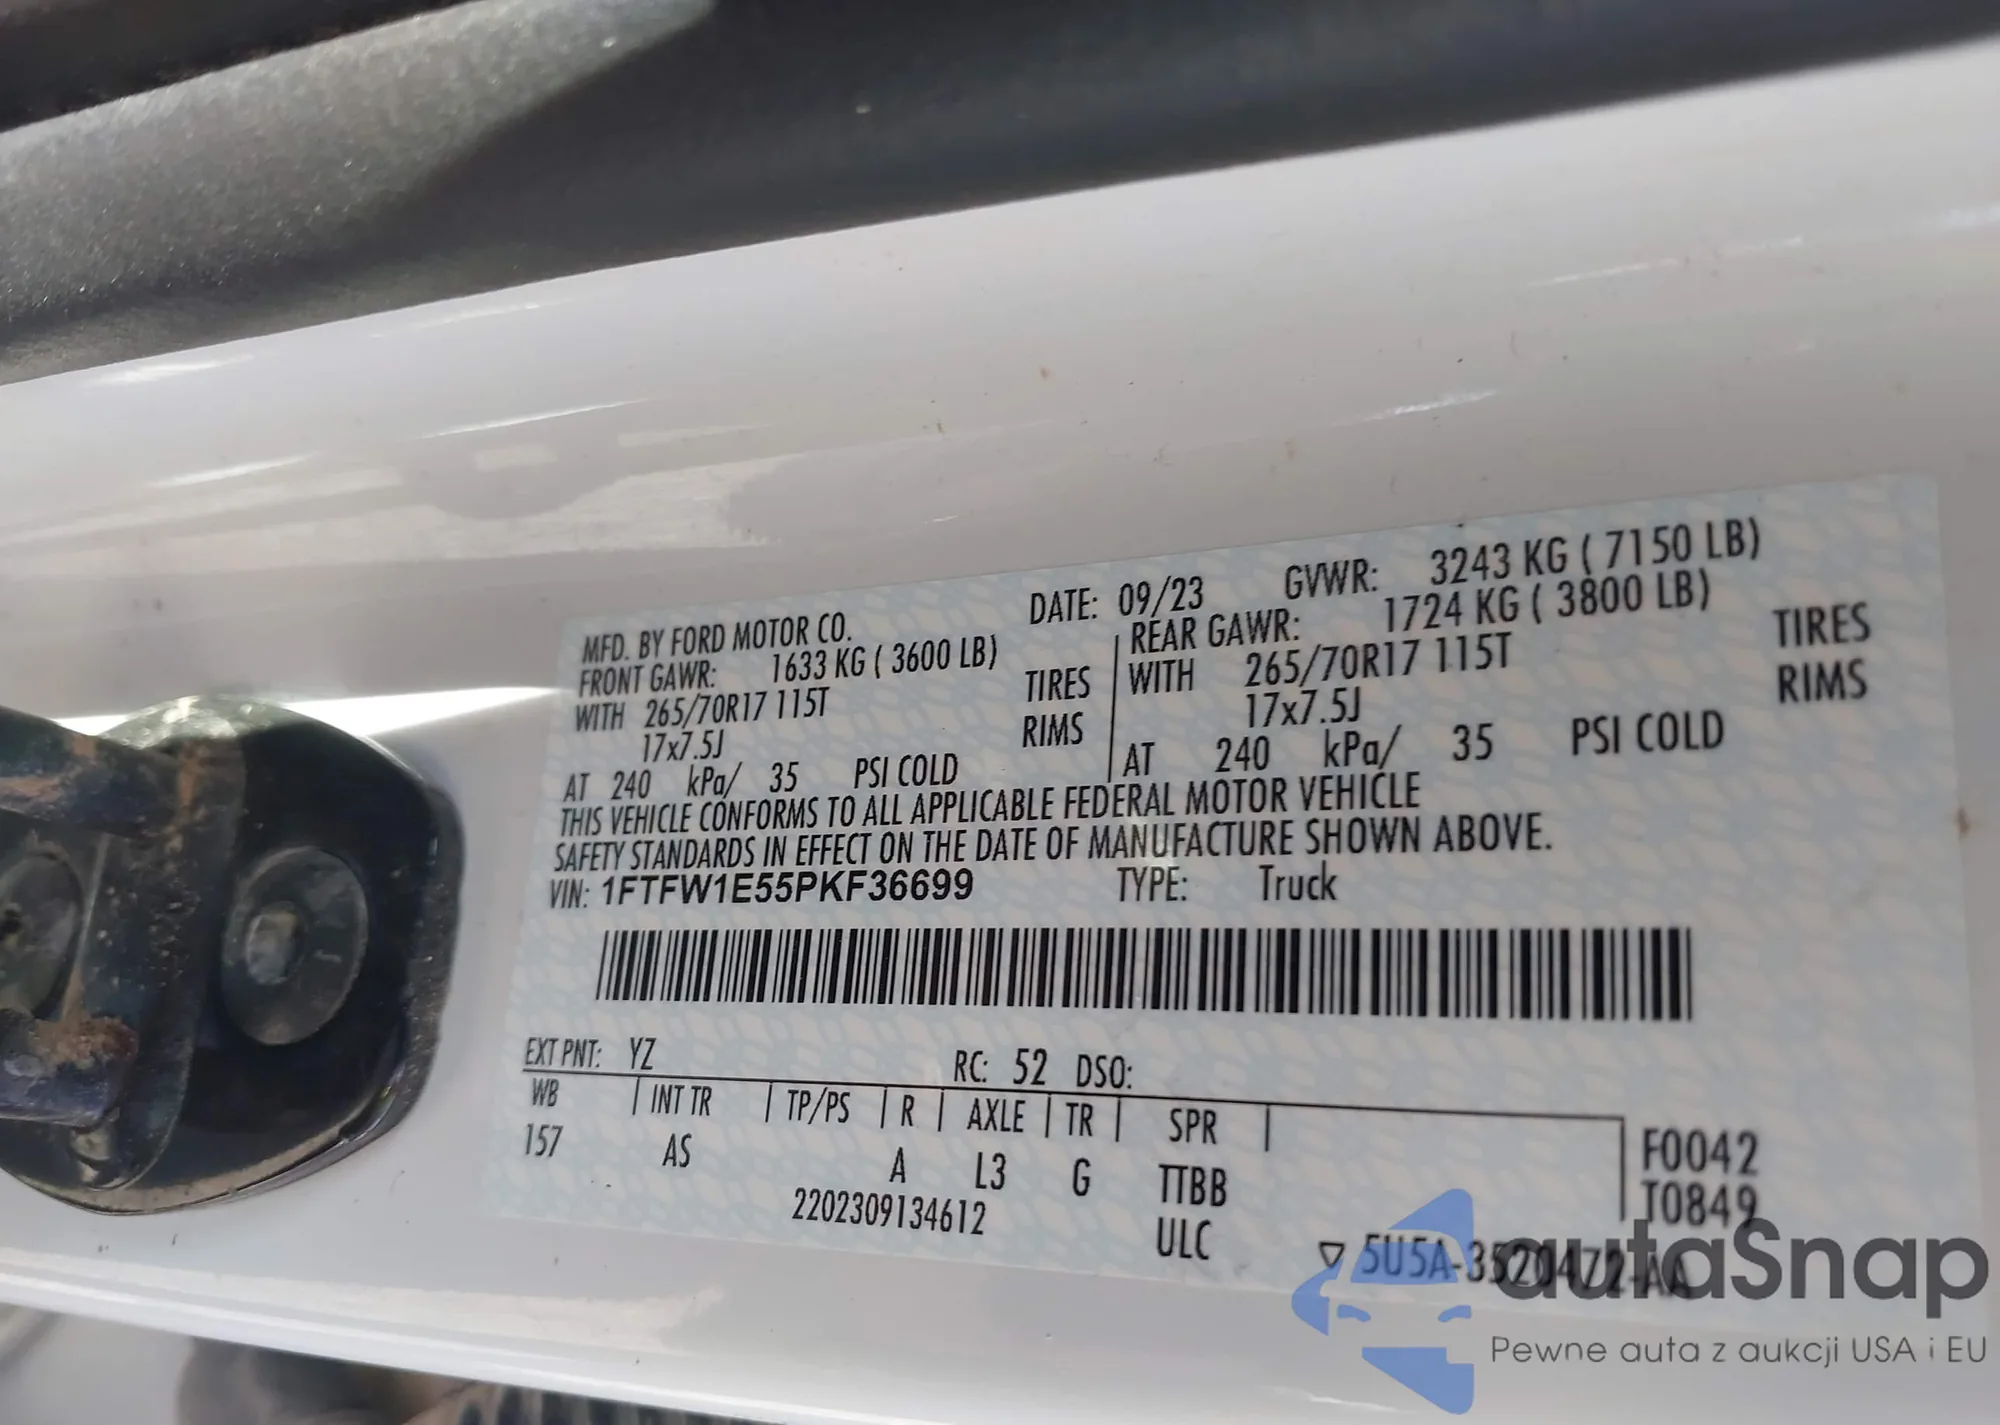 MFD. BY FORD MOTOR CO. DATE: 09/23 GVWR: 3243 KG ( 7150 LB)
FRONT GAWR: 1633 KG ( 3600 LB) REAR GAWR: 1724 KG ( 3800 LB)
WITH 265/70R17 115T TIRES WITH 265/70R17 115T TIRES
17x7.5J RIMS 17x7.5J RIMS
AT 240 kPa/ 35 PSI COLD AT 240 kPa/ 35 PSI COLD
THIS VEHICLE CONFORMS TO ALL APPLICABLE FEDERAL MOTOR VEHICLE
SAFETY STANDARDS IN EFFECT ON THE DATE OF MANUFACTURE SHOWN ABOVE.
VIN: 1FTFW1E55PKF36699 TYPE: Truck
EXT PNT: YZ RC: 52 DSO:
WB INT TR TP/PS R AXLE TR SPR
157 AS A L3 G TTBB
F0042
T0849
2202309134612 ULC
5U5A-3520472-AA
autaSnap
Pewne auta z aukcji USA i EU